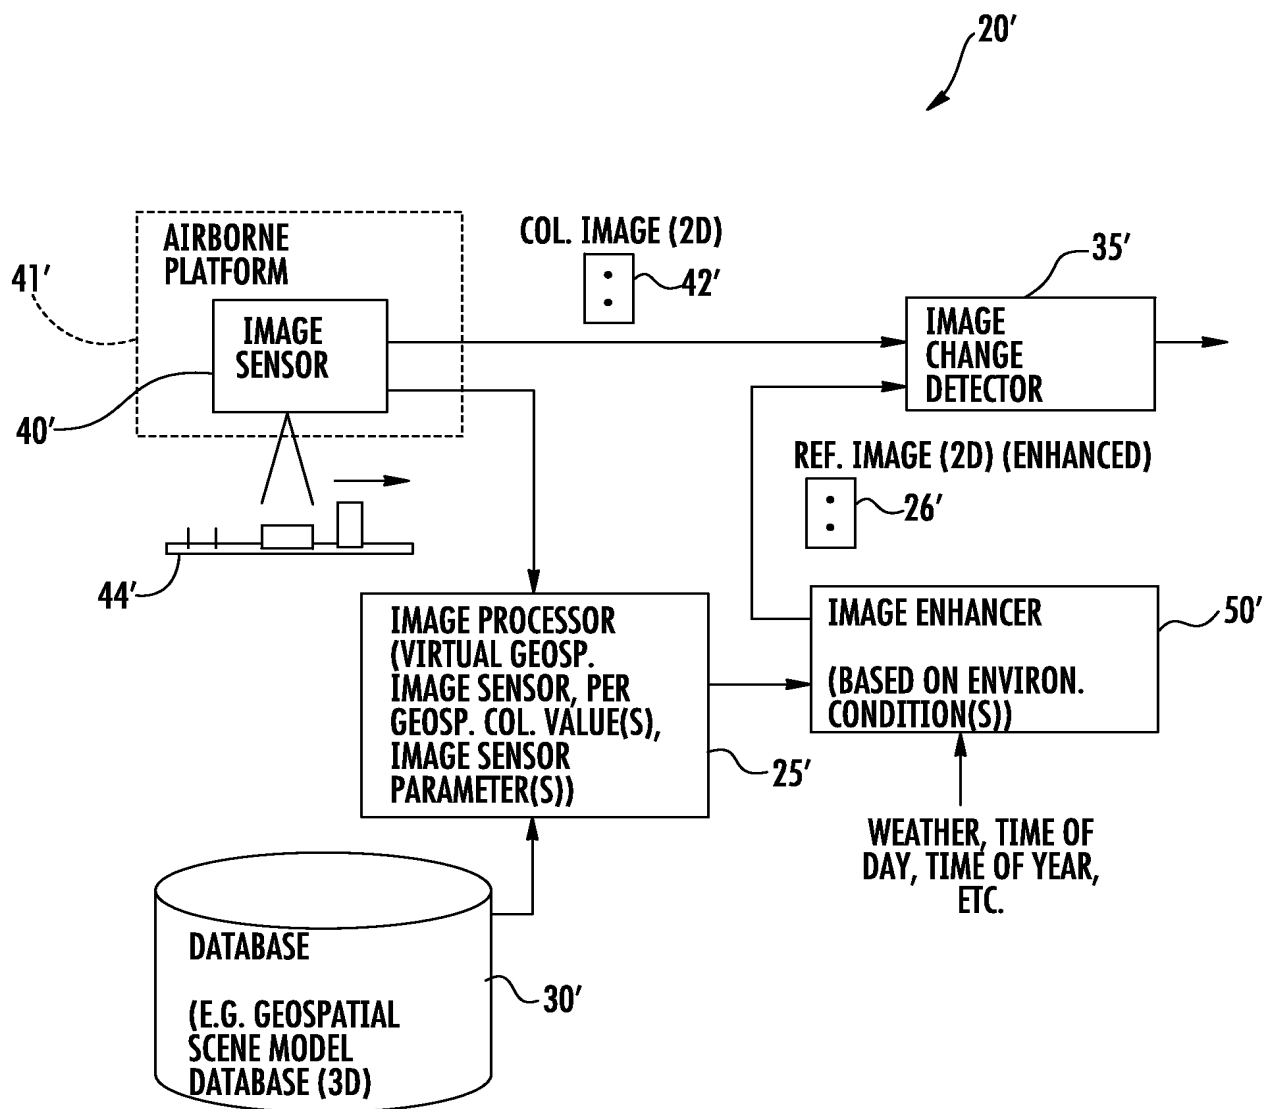 20'
AIRBORNE
PLATFORM
COL. IMAGE (2D)
41'
42'
35'
IMAGE
SENSOR
IMAGE
CHANGE
DETECTOR
40'
REF. IMAGE (2D) (ENHANCED)
26'
44'
IMAGE PROCESSOR
(VIRTUAL GEOSP.
IMAGE SENSOR, PER
GEOSP. COL. VALUE(S),
IMAGE SENSOR
PARAMETER(S))
25'
IMAGE ENHANCER
(BASED ON ENVIRON.
CONDITION(S))
50'
WEATHER, TIME OF
DAY, TIME OF YEAR,
ETC.
DATABASE
(E.G. GEOSPATIAL
SCENE MODEL
DATABASE (3D)
30'